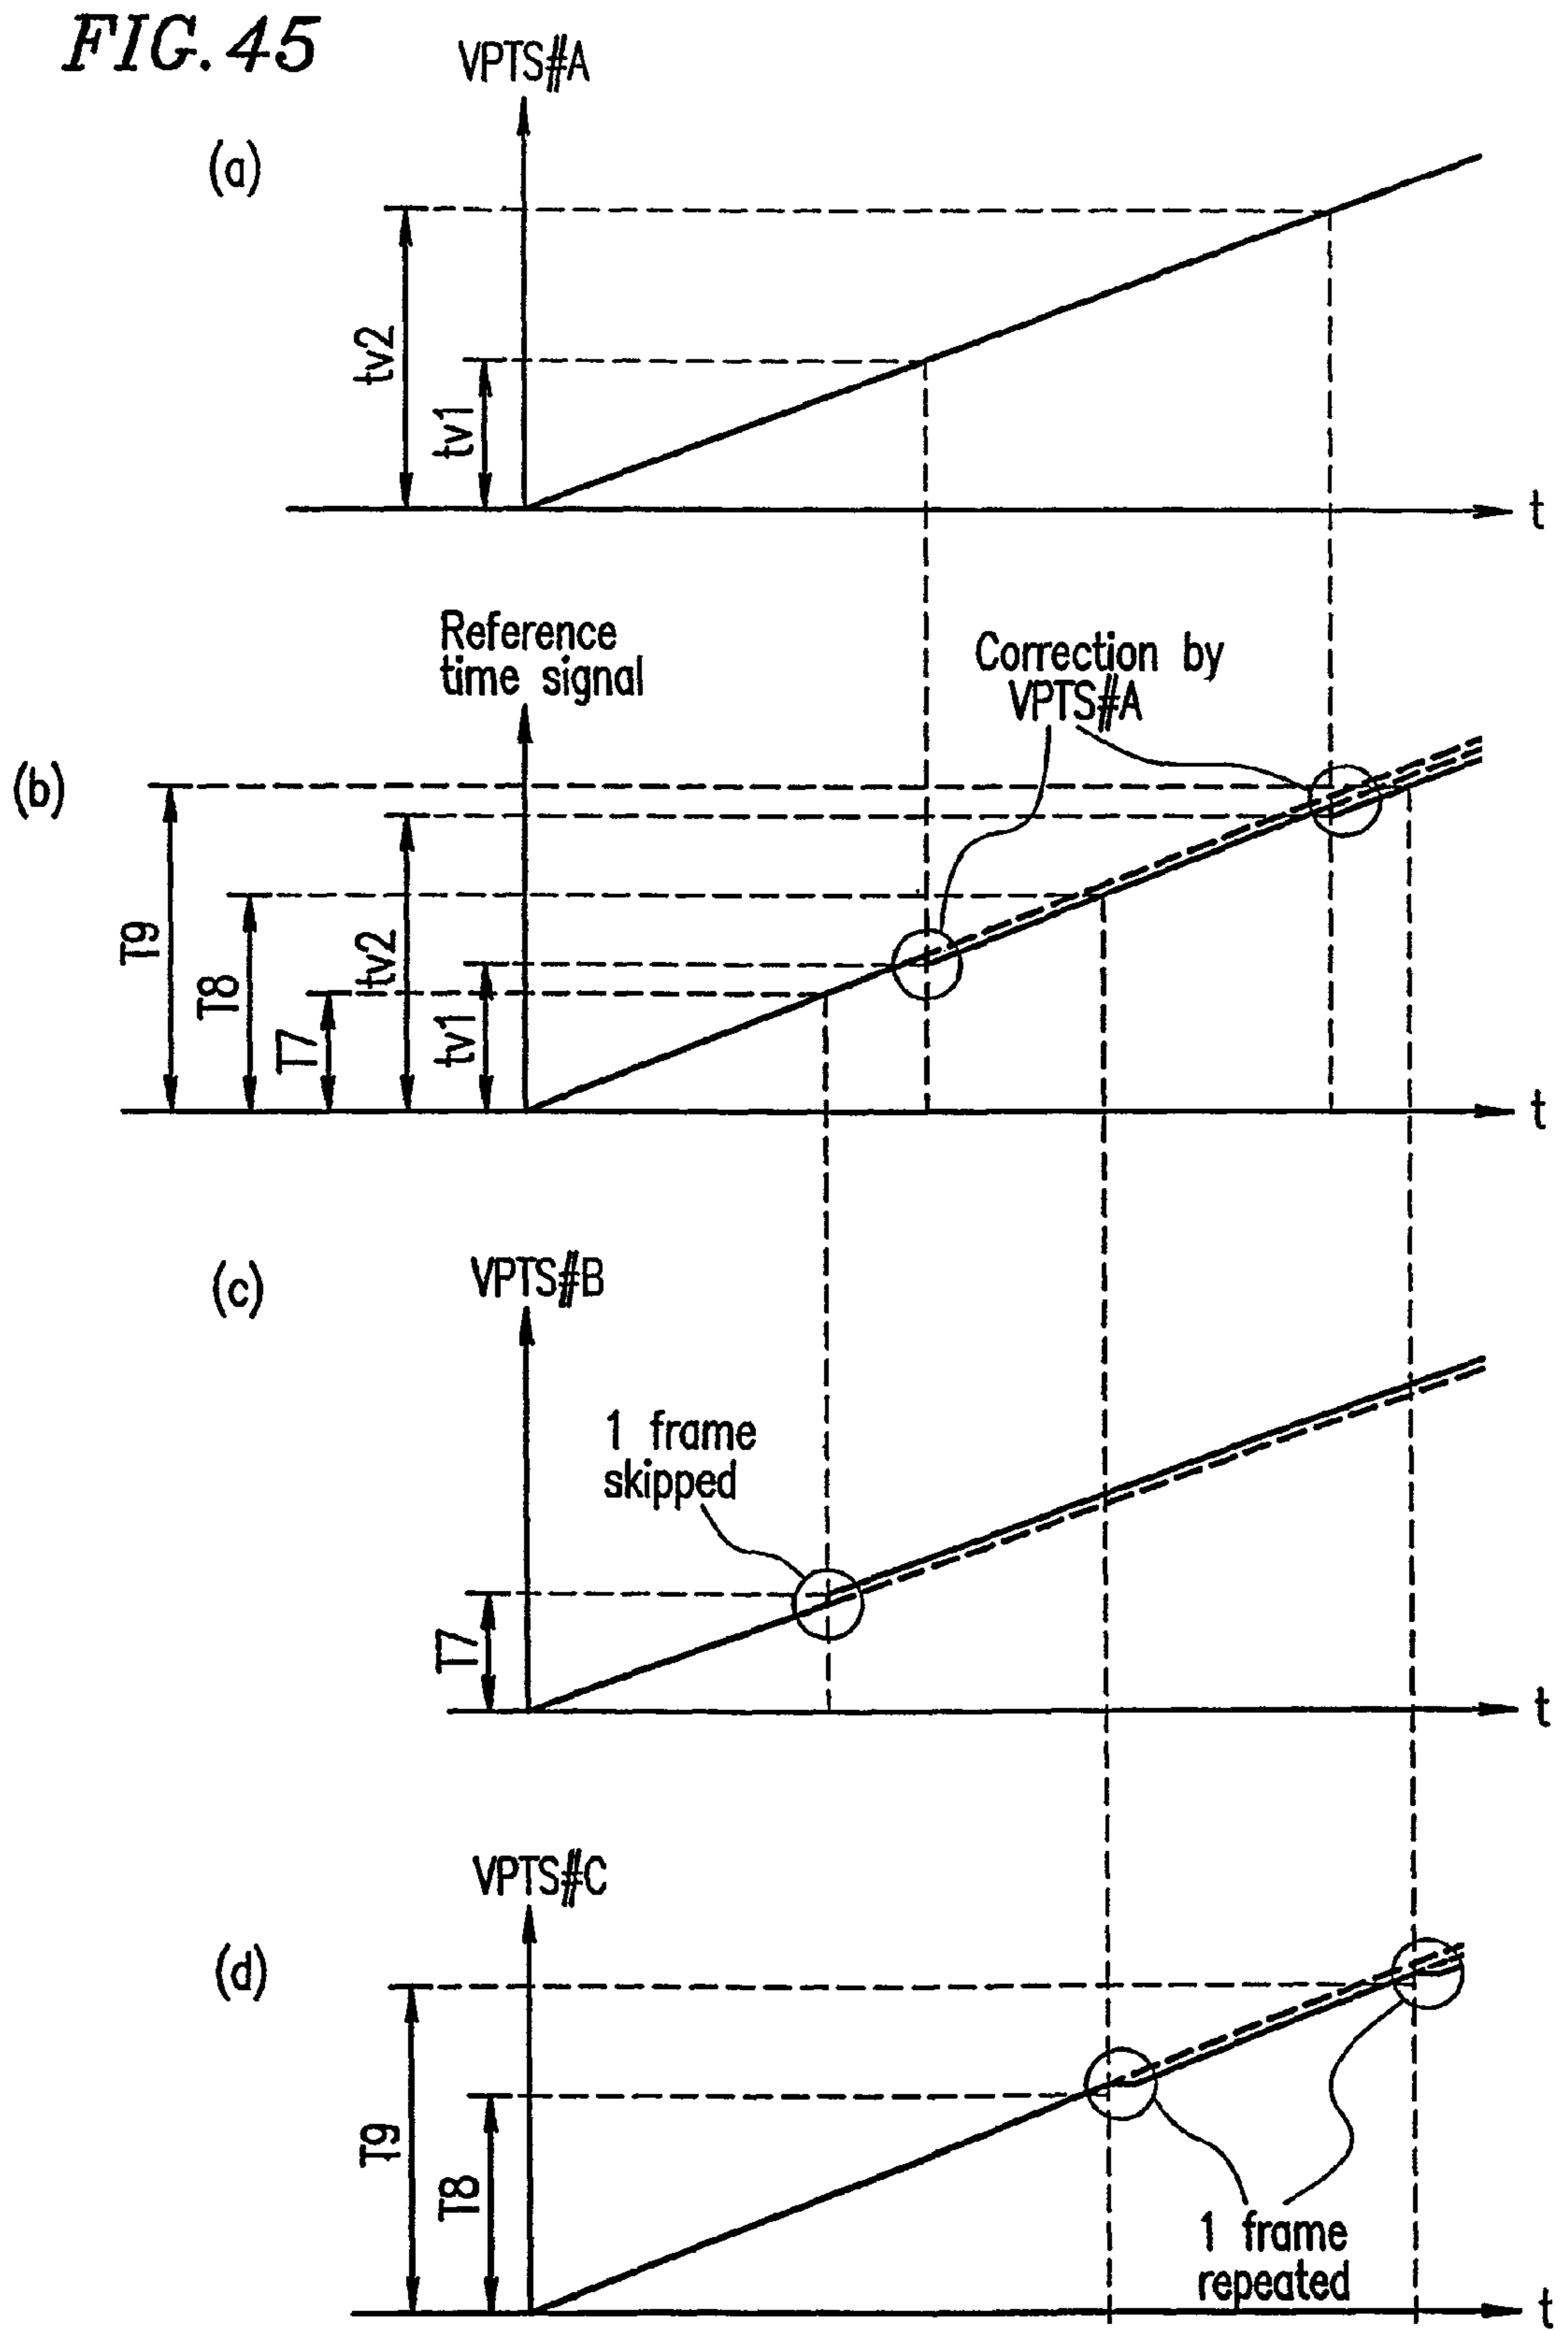 FIG. 45
VPTS#A
(a)
tv2
tv1
t
Reference
time signal
Correction by
VPTS#A
(b)
T9
T8
T7
tv2
tv1
t
VPTS#B
(c)
1 frame
skipped
T7
t
VPTS#C
(d)
T9
T8
1 frame
repeated
t